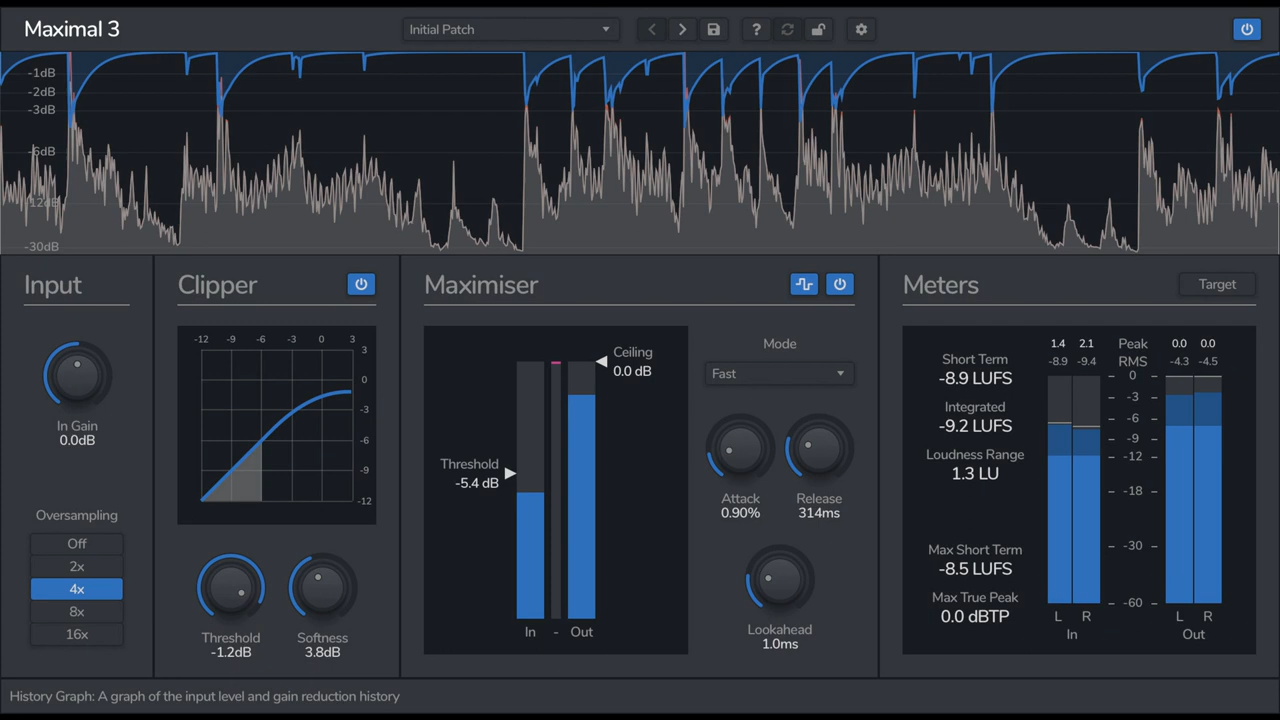 Maximal 3
Initial Patch
?
-1dB
-2dB
-3dB
-6dB
-12dB
-30dB
Input
In Gain
0.0dB
Oversampling
Off
2x
4x
8x
16x
Clipper
-12 -9 -6 -3 0 3
3
0
-3
-6
-9
-12
Threshold
-1.2dB
Softness
3.8dB
Maximiser
Ceiling
0.0 dB
Threshold
-5.4 dB
In - Out
Mode
Fast
Attack
0.90%
Release
314ms
Lookahead
1.0ms
Meters
Target
Short Term
-8.9 LUFS
Integrated
-9.2 LUFS
Loudness Range
1.3 LU
Max Short Term
-8.5 LUFS
Max True Peak
0.0 dBTP
1.4 2.1 Peak 0.0 0.0
-8.9 -9.4 RMS -4.3 -4.5
0
-3
-6
-9
-12
-18
-30
-60
L R L R
In Out
History Graph: A graph of the input level and gain reduction history